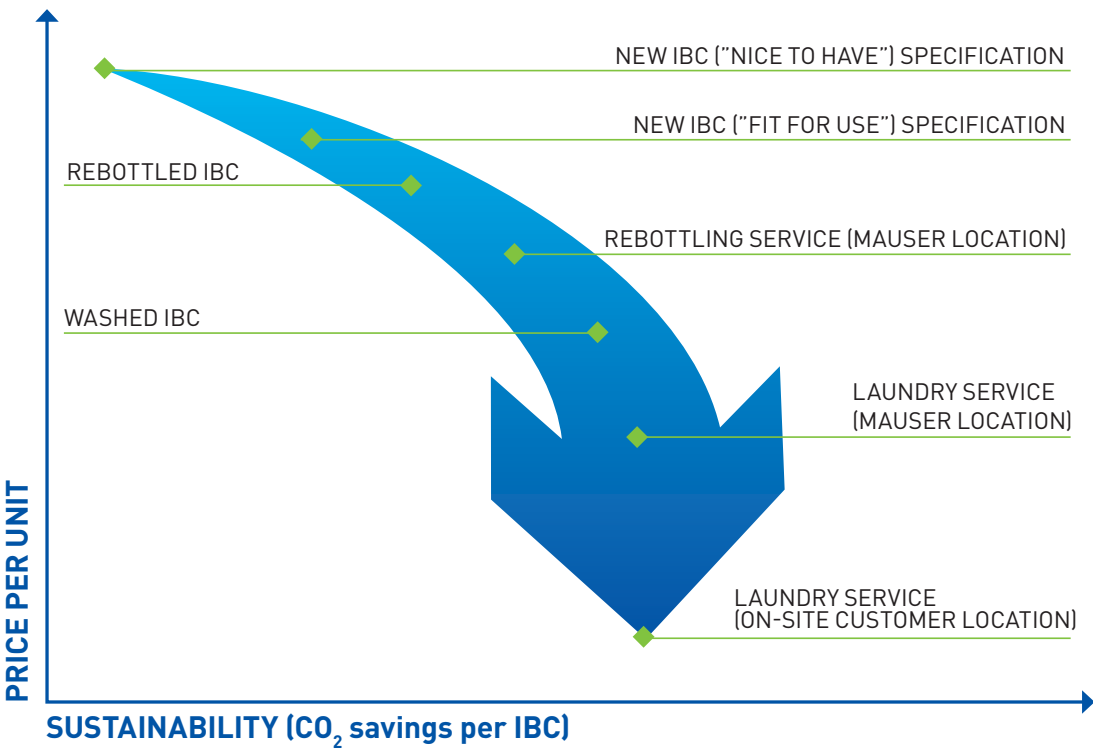 NEW IBC (”NICE TO HAVE”) SPECIFICATION
NEW IBC (”FIT FOR USE”) SPECIFICATION
REBOTTLED IBC
REBOTTLING SERVICE (MAUSER LOCATION)
WASHED IBC
LAUNDRY SERVICE
(MAUSER LOCATION)
LAUNDRY SERVICE
(ON-SITE CUSTOMER LOCATION)
PRICE PER UNIT
SUSTAINABILITY (CO₂ savings per IBC)